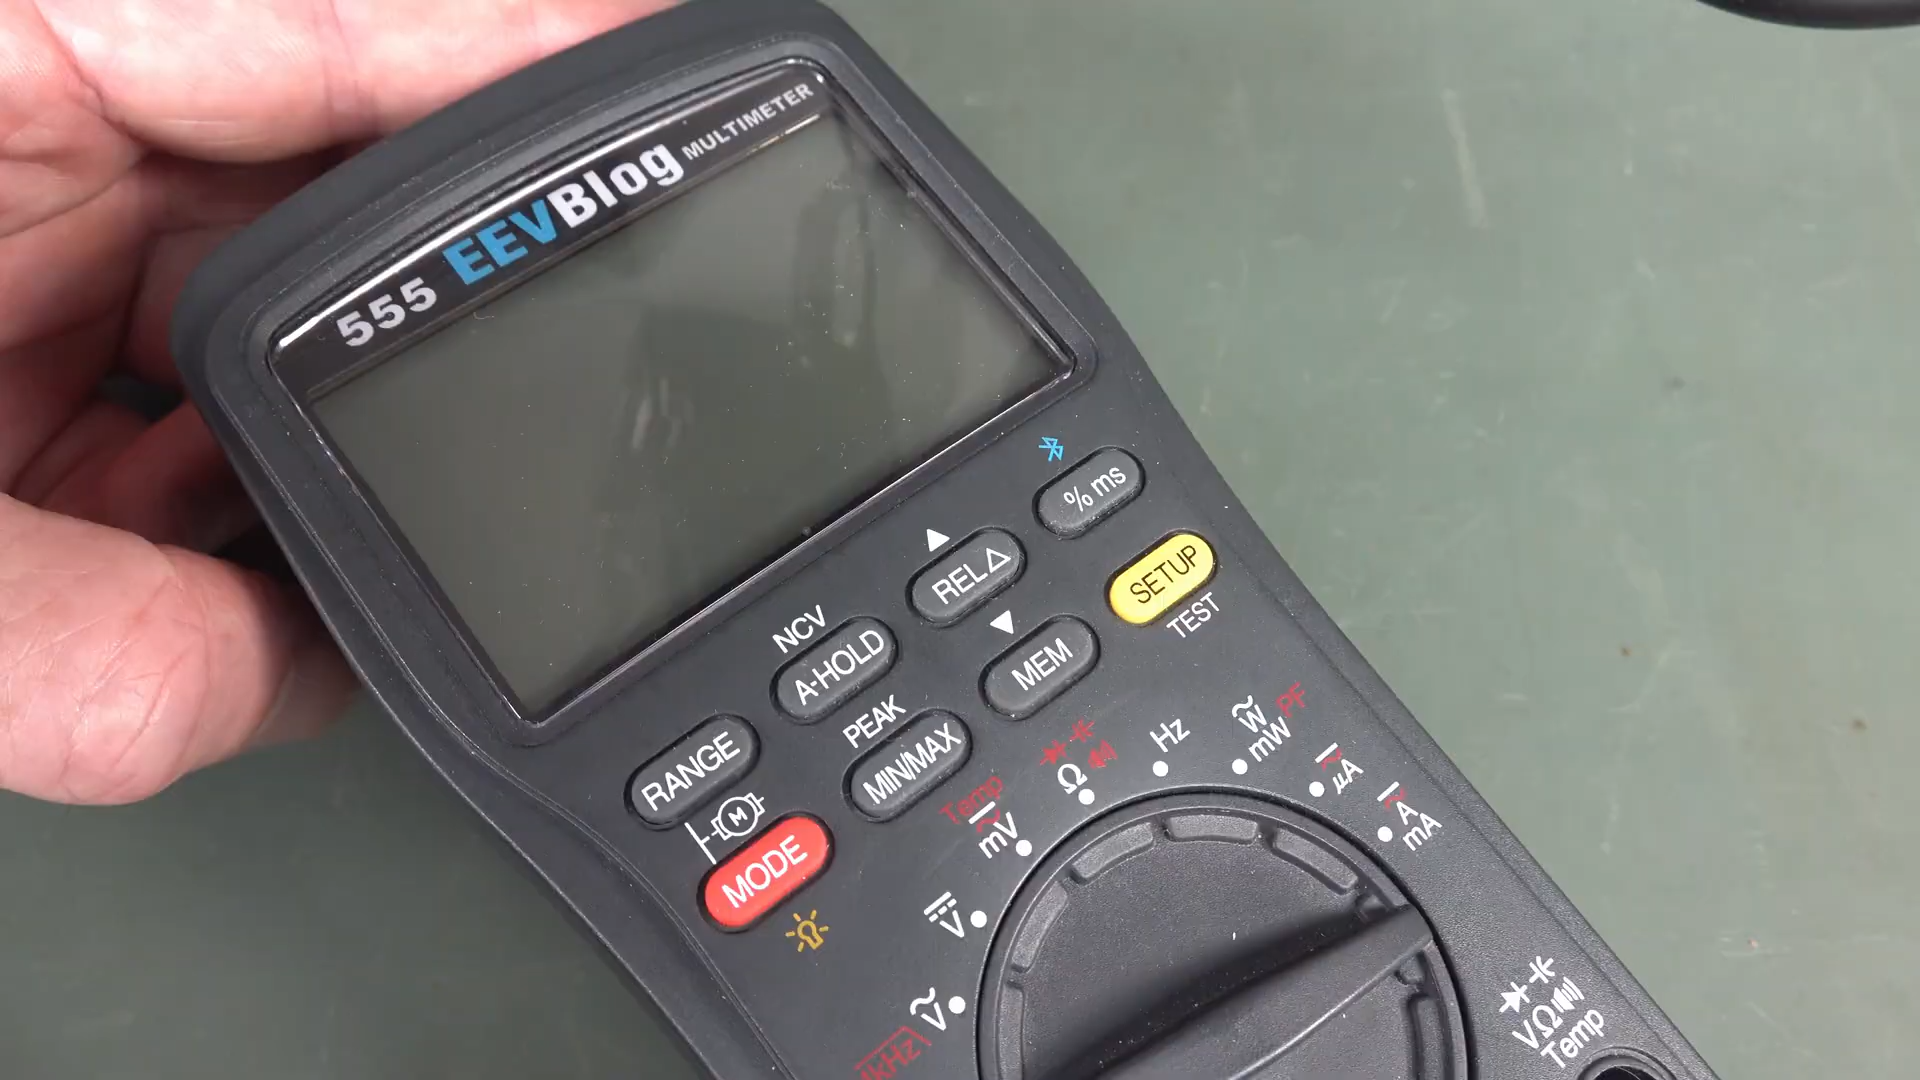 555 EEVBlog MULTIMETER
% ms
REL△
SETUP
TEST
NCV
A-HOLD
MEM
PEAK
RANGE
MIN/MAX
M
MODE
Temp
mV
Ω
Hz
W
mW
PF
µA
A
mA
V
V
kHz
VΩ
Temp